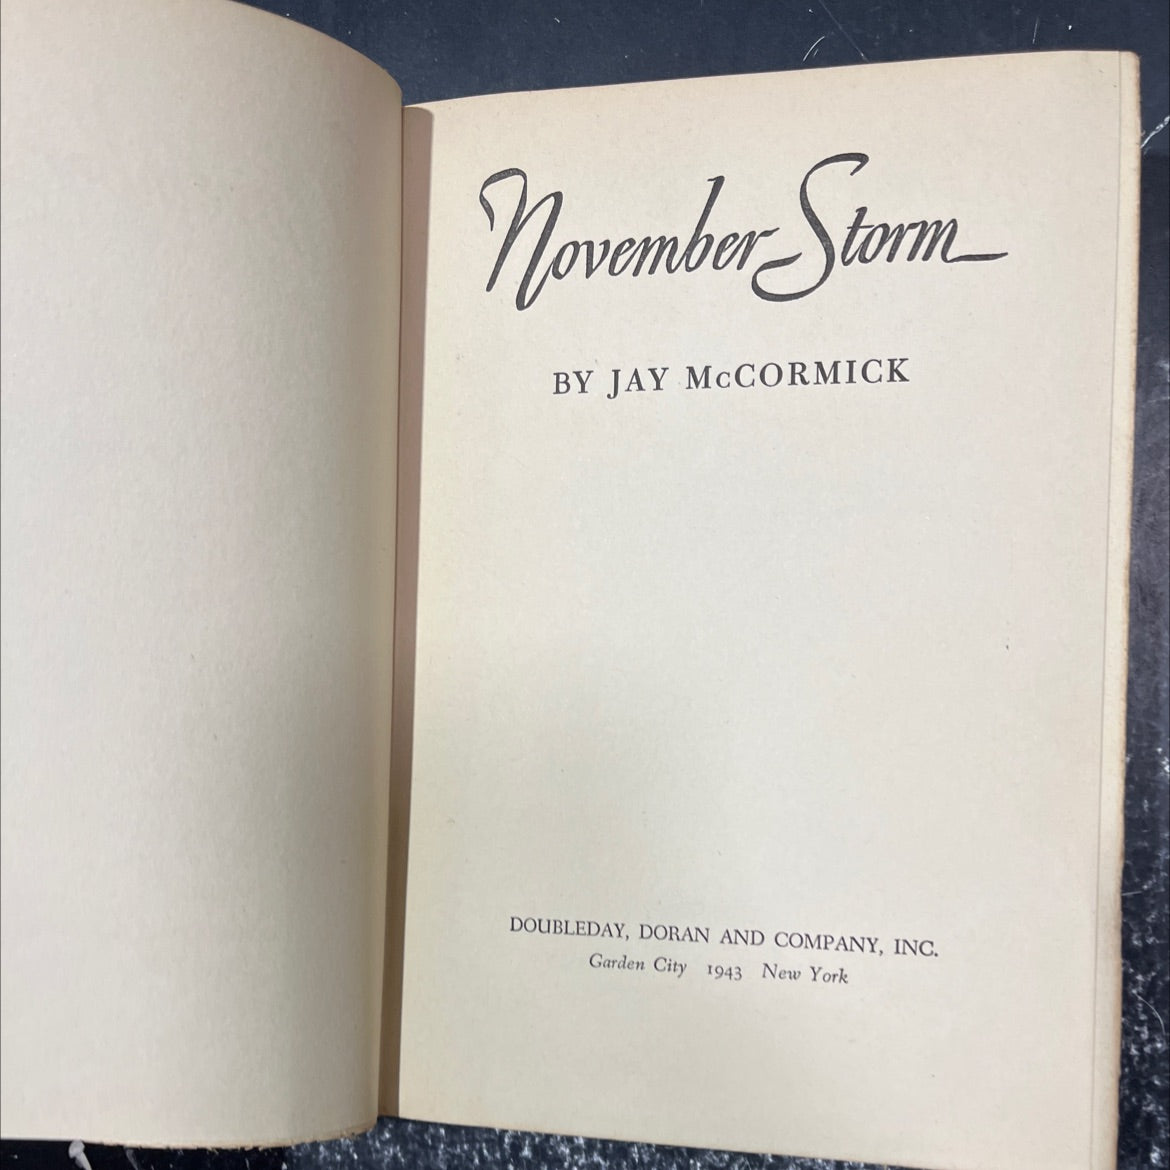 November Storm
BY JAY McCORMICK
DOUBLEDAY, DORAN AND COMPANY, INC.
Garden City 1943 New York